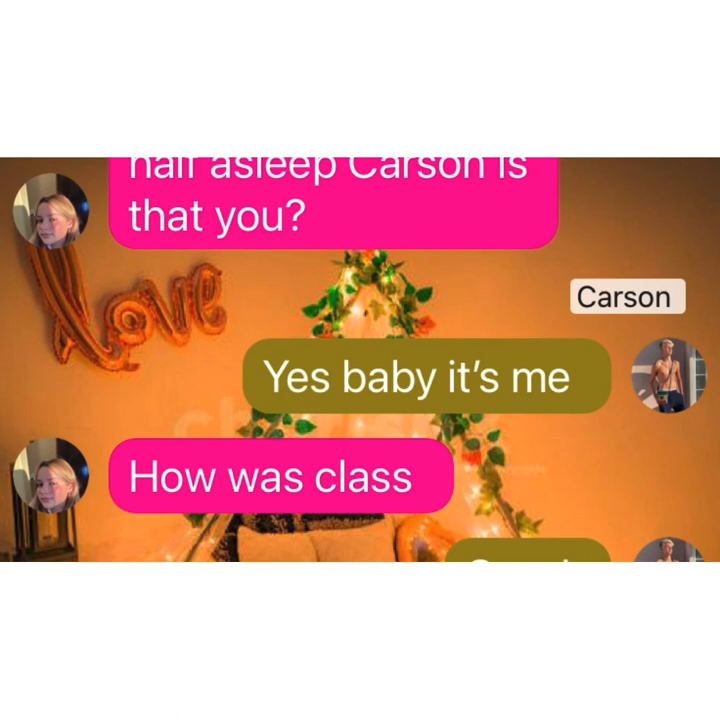 half asleep Carson is
that you?
love
Carson
Yes baby it's me
How was class